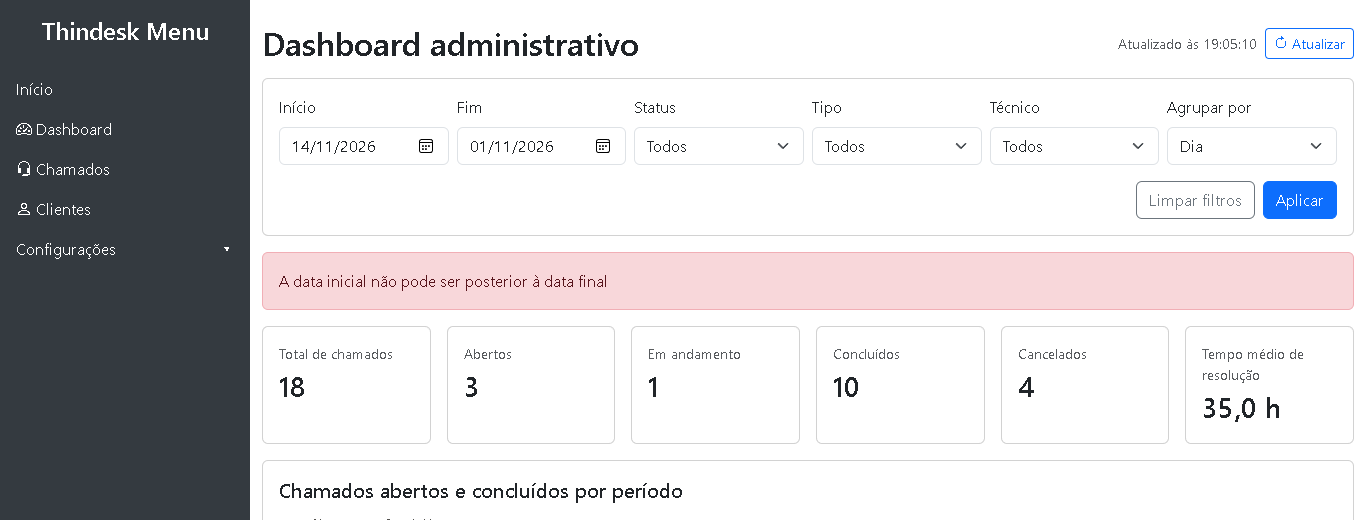 Thindesk Menu
Início
Dashboard
Chamados
Clientes
Configurações
Dashboard administrativo
Atualizado às 19:05:10
Atualizar
Início
Fim
Status
Tipo
Técnico
Agrupar por
14/11/2026
01/11/2026
Todos
Todos
Todos
Dia
Limpar filtros
Aplicar
A data inicial não pode ser posterior à data final
Total de chamados
18
Abertos
3
Em andamento
1
Concluídos
10
Cancelados
4
Tempo médio de
resolução
35,0 h
Chamados abertos e concluídos por período